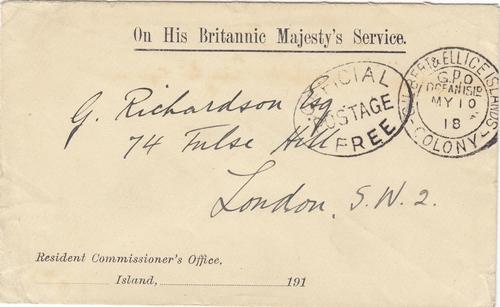 On His Britannic Majesty's Service.
OFFICIAL
POSTAGE
FREE
GILBERT & ELLICE ISLANDS
G.P.O
OCEAN ISLD
MY 10
18
COLONY
G. Richardson Esq
74 Tulse Hill
London. S.W.2.
Resident Commissioner's Office,
Island, 191